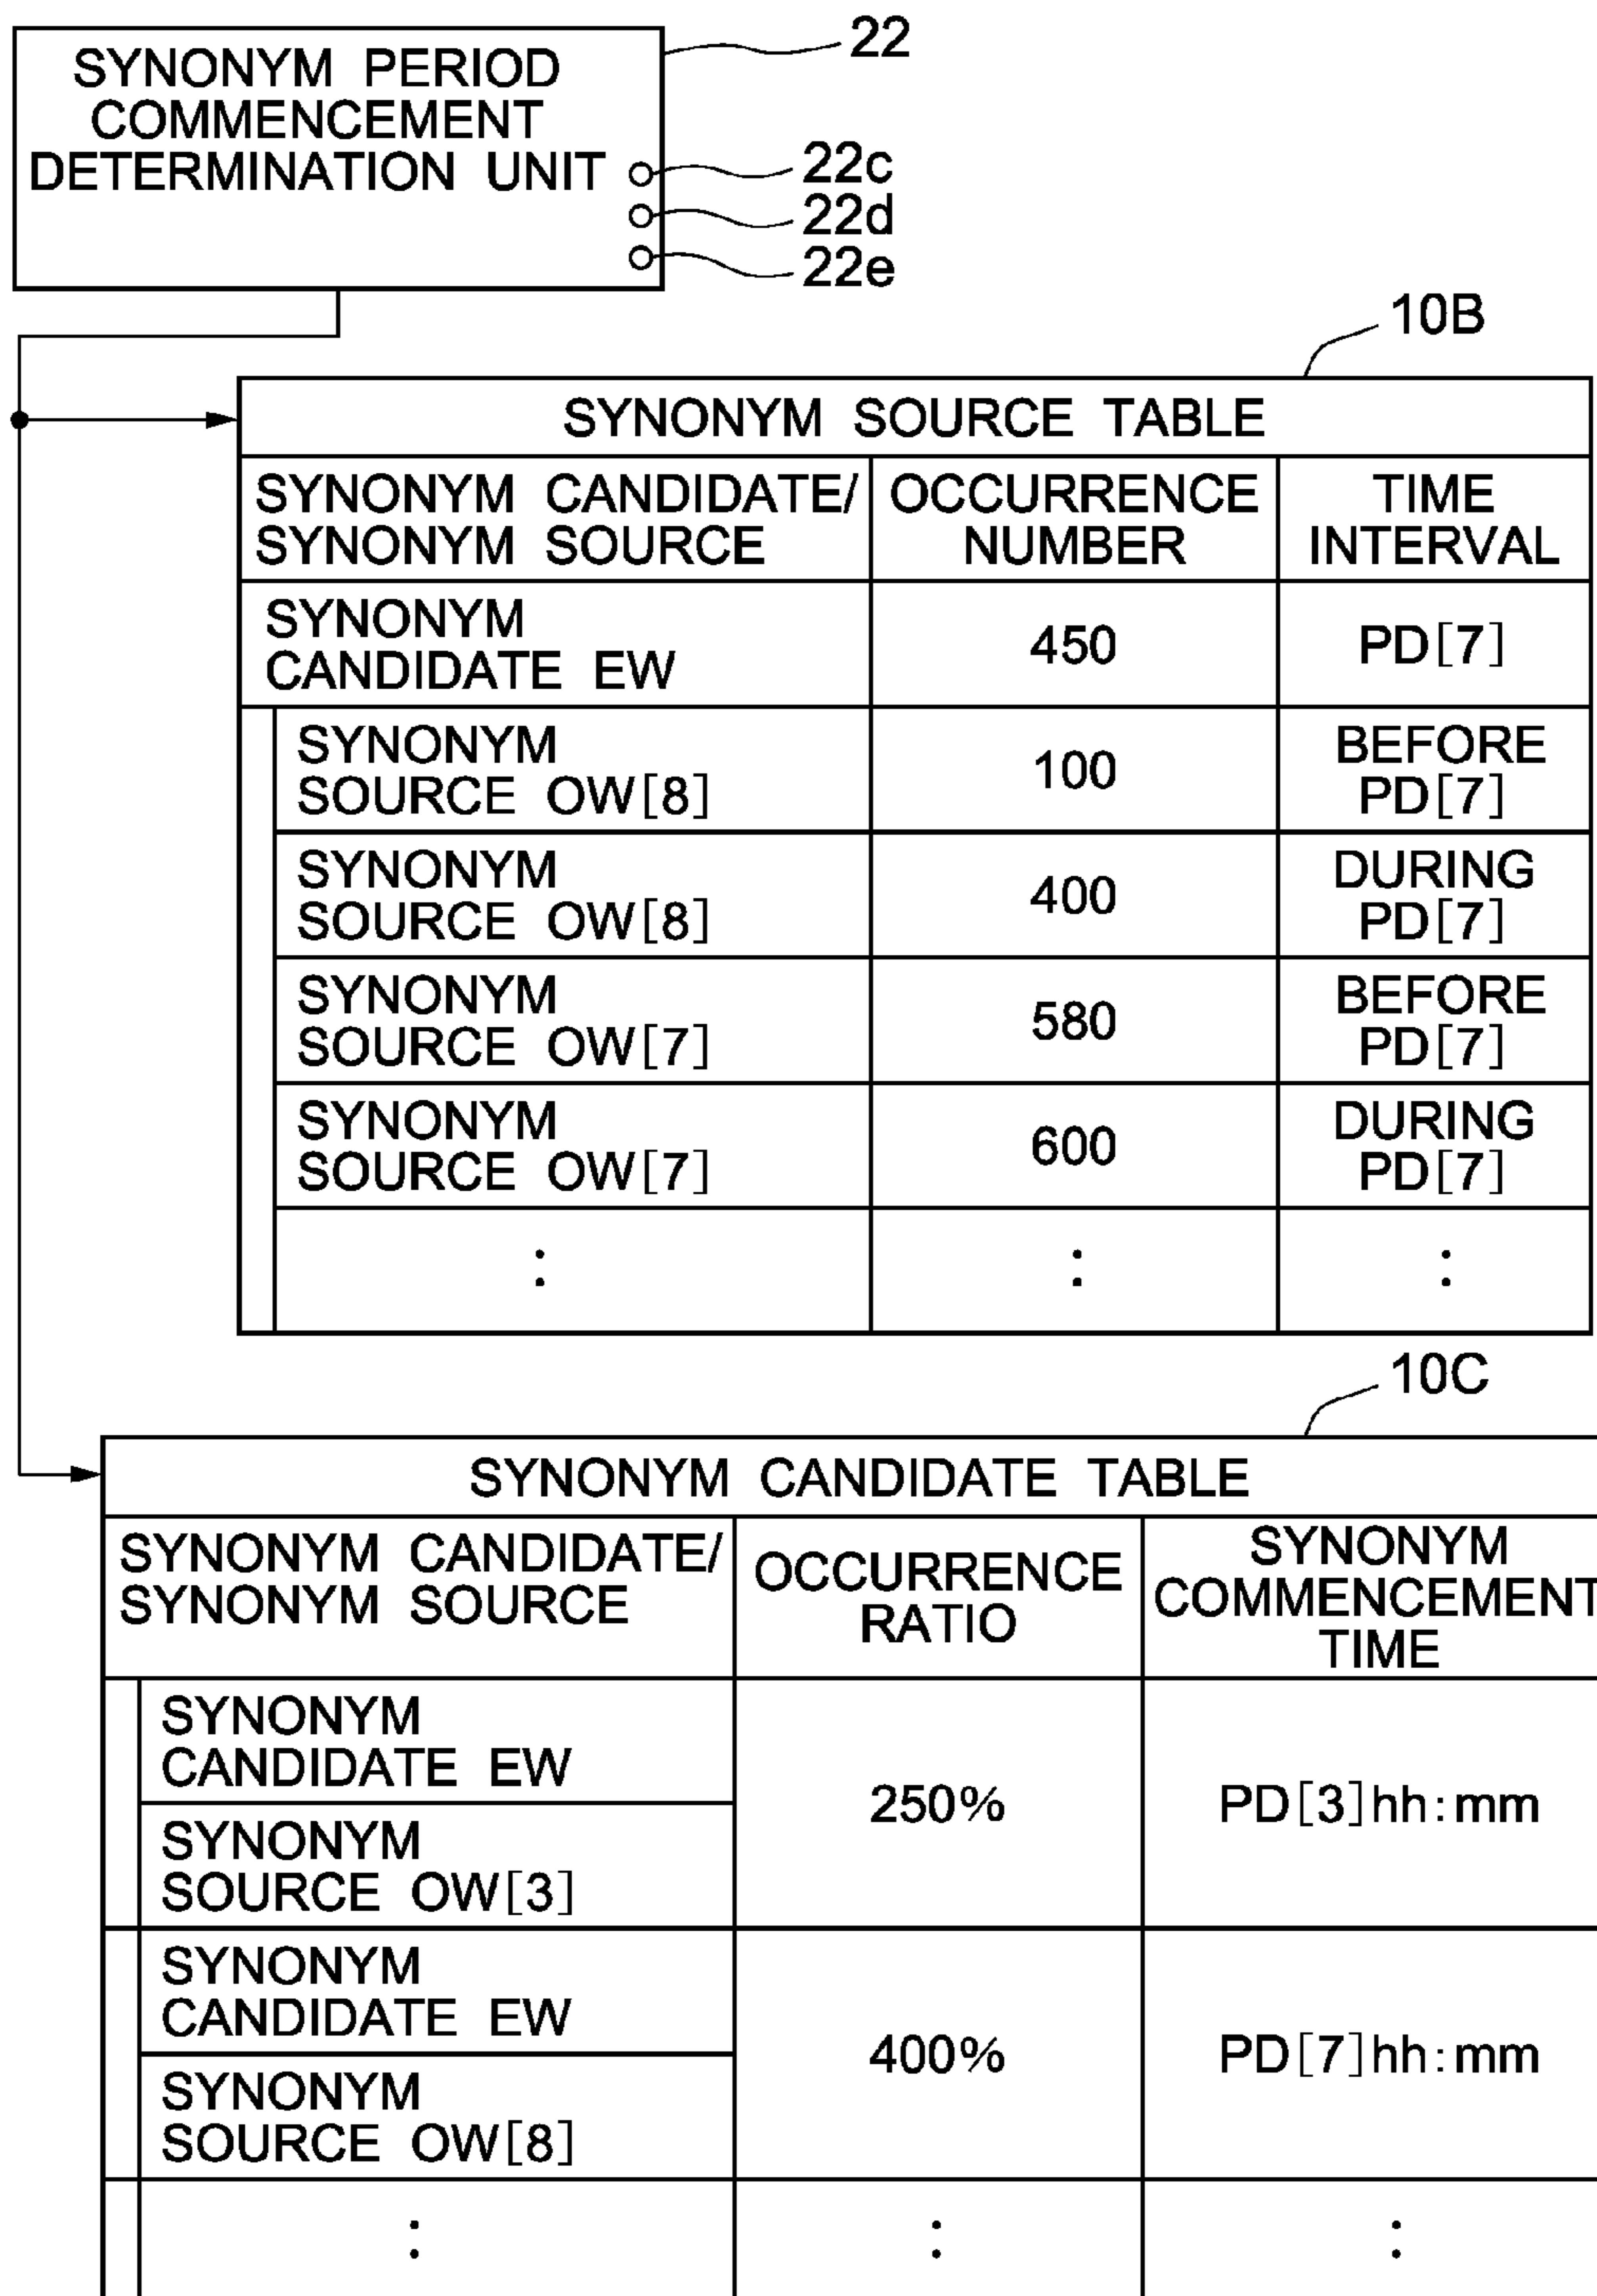 SYNONYM PERIOD
COMMENCEMENT
DETERMINATION UNIT
22
22c
22d
22e
10B
SYNONYM SOURCE TABLE
SYNONYM CANDIDATE/
SYNONYM SOURCE
OCCURRENCE
NUMBER
TIME
INTERVAL
SYNONYM
CANDIDATE EW
450
PD[7]
SYNONYM
SOURCE OW[8]
100
BEFORE
PD[7]
SYNONYM
SOURCE OW[8]
400
DURING
PD[7]
SYNONYM
SOURCE OW[7]
580
BEFORE
PD[7]
SYNONYM
SOURCE OW[7]
600
DURING
PD[7]
:
:
:
10C
SYNONYM CANDIDATE TABLE
SYNONYM CANDIDATE/
SYNONYM SOURCE
OCCURRENCE
RATIO
SYNONYM
COMMENCEMENT
TIME
SYNONYM
CANDIDATE EW
SYNONYM
SOURCE OW[3]
250%
PD[3]hh:mm
SYNONYM
CANDIDATE EW
SYNONYM
SOURCE OW[8]
400%
PD[7]hh:mm
:
:
: